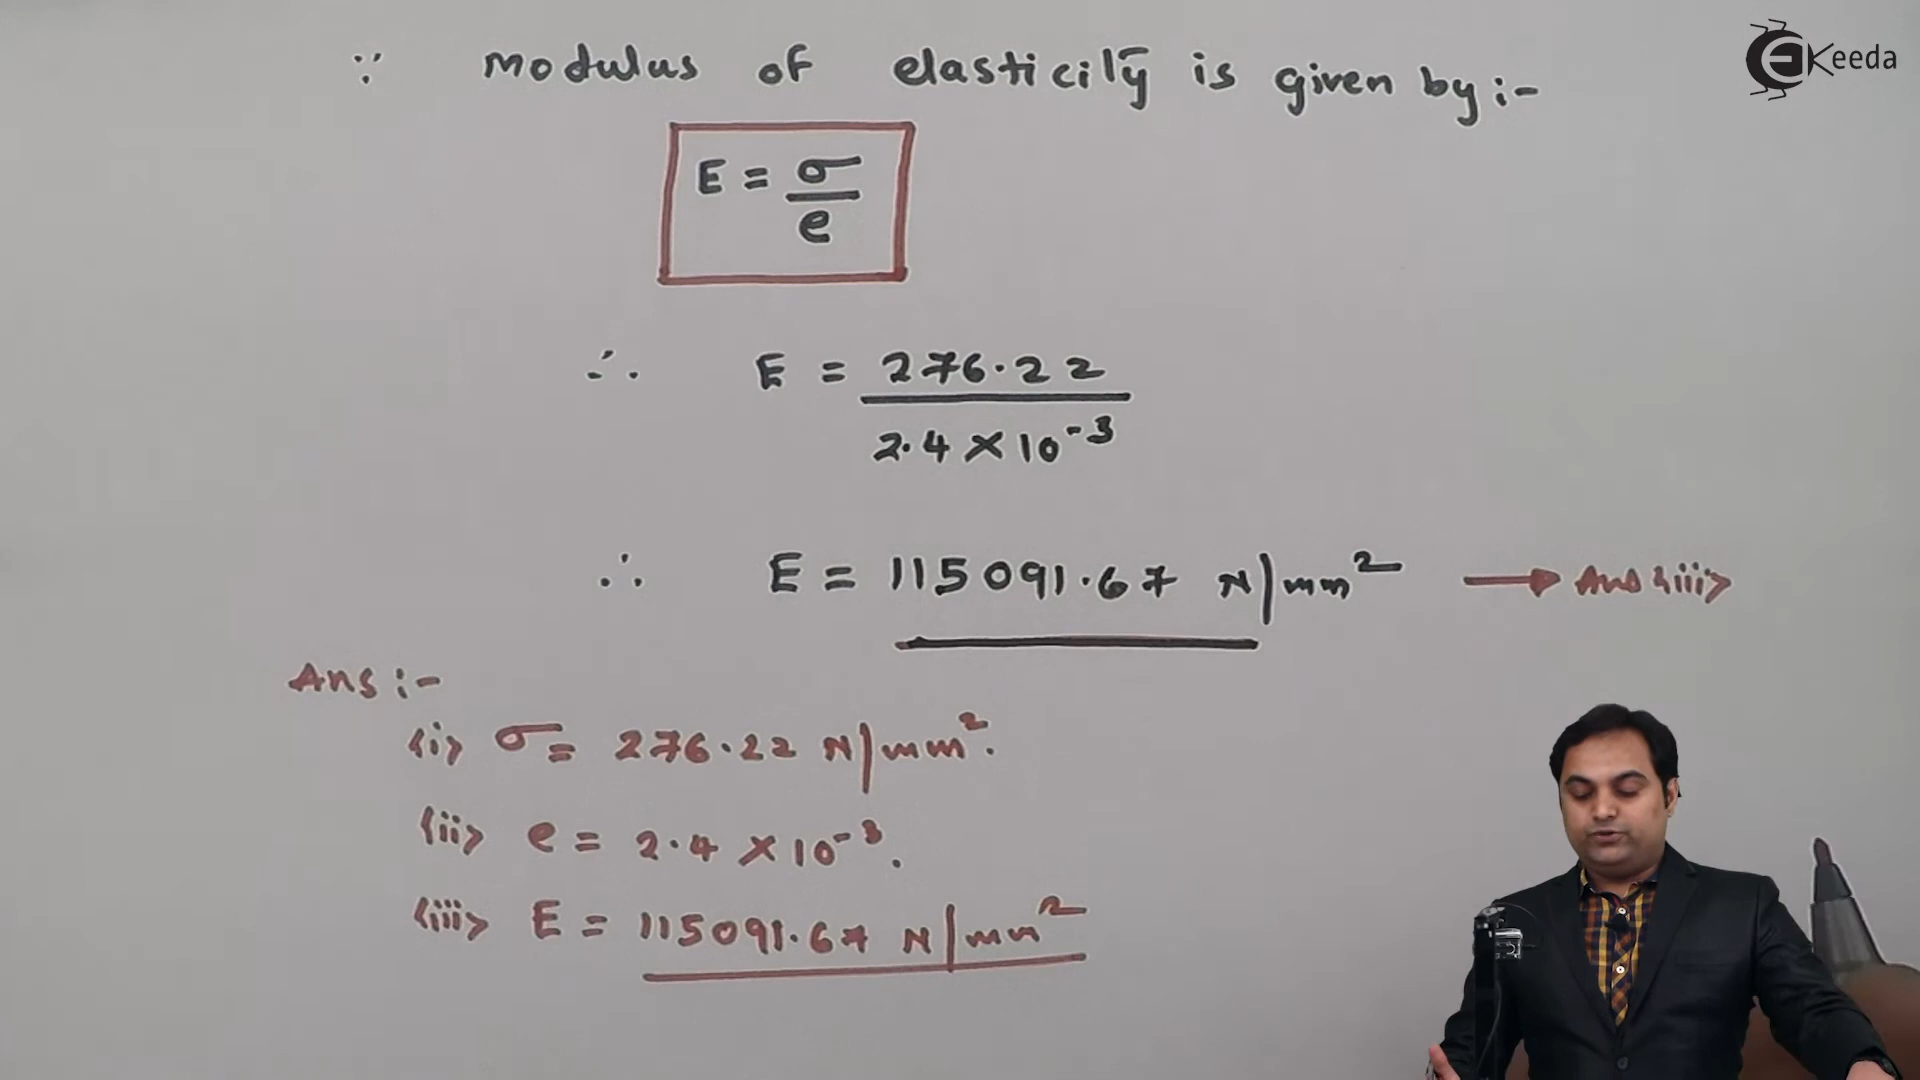 Keeda
∵ modulus of elasticity is given by:-
E = σ/e
∴ E = 276.22 / 2.4 × 10⁻³
∴ E = 115091.67 N/mm² → Ans <iii>
Ans :-
<i> σ = 276.22 N/mm².
<ii> e = 2.4 × 10⁻³.
<iii> E = 115091.67 N/mm²